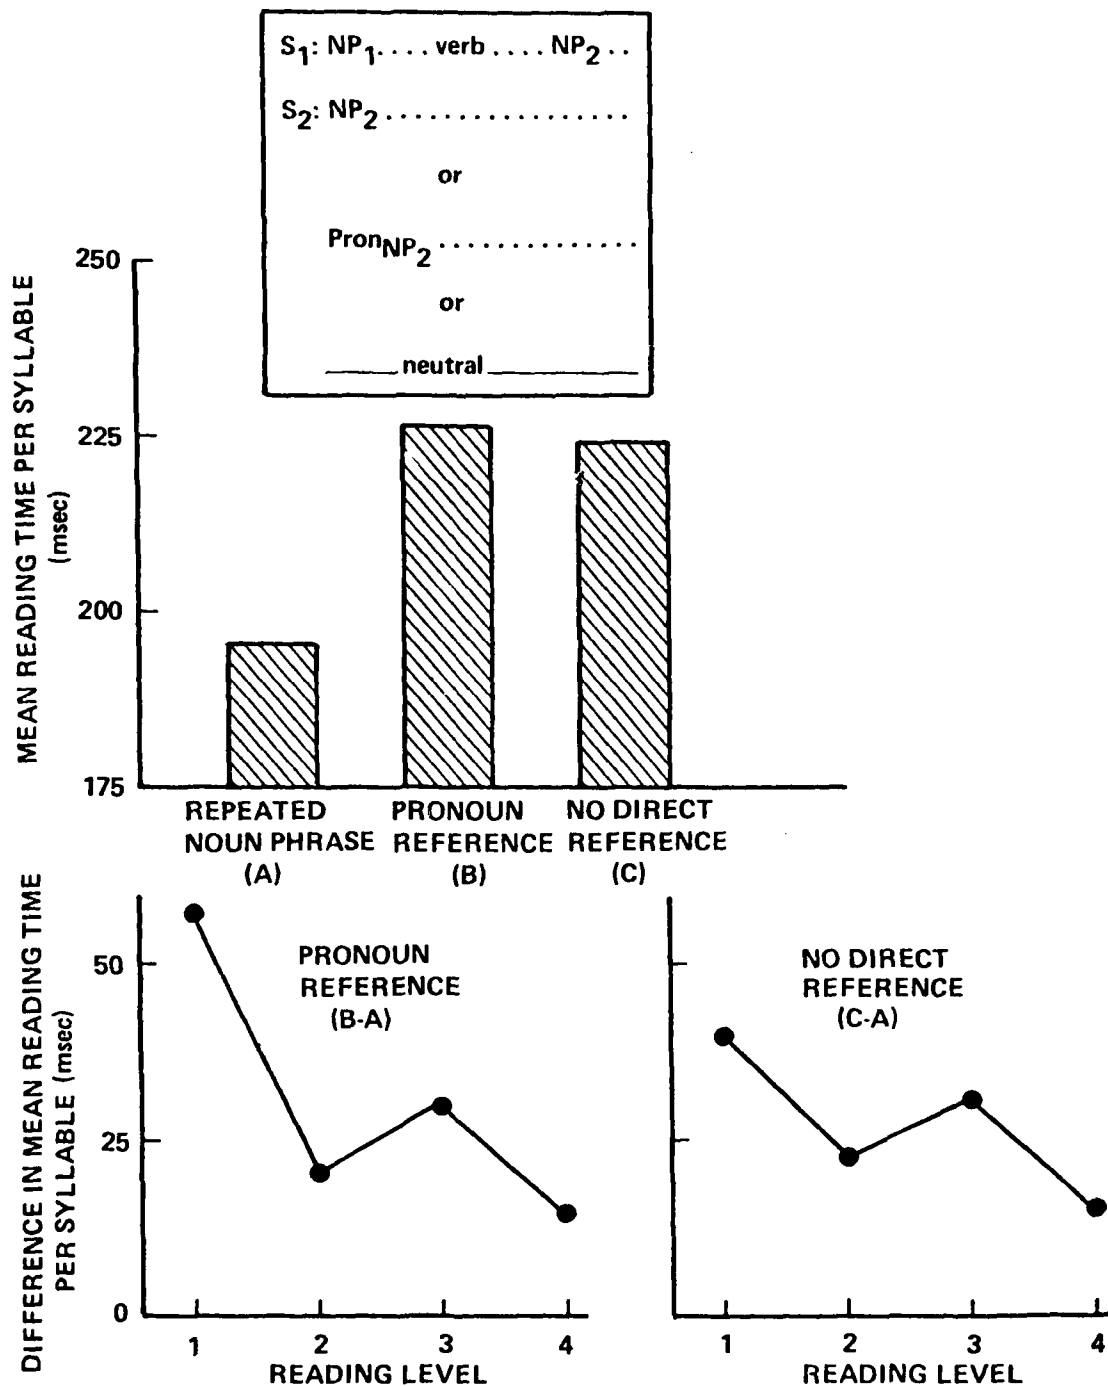 S1: NP1.... verb .... NP2 ..
S2: NP2 .................
or
PronNP2 ..............
or
_____ neutral __________
MEAN READING TIME PER SYLLABLE
(msec)
250
225
200
175
REPEATED
NOUN PHRASE
(A)
PRONOUN
REFERENCE
(B)
NO DIRECT
REFERENCE
(C)
DIFFERENCE IN MEAN READING TIME
PER SYLLABLE (msec)
50
25
0
PRONOUN
REFERENCE
(B-A)
1 2 3 4
READING LEVEL
NO DIRECT
REFERENCE
(C-A)
1 2 3 4
READING LEVEL